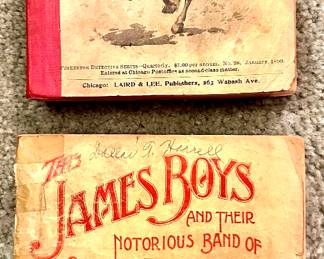 PINKERTON DETECTIVE SERIES—Quarterly. $1.00 per annum. No. 28, January, 1890.
Entered at Chicago Postoffice as second-class matter.
Chicago: LAIRD & LEE, Publishers, 263 Wabash Ave.
THE
JAMES BOYS
AND THEIR
NOTORIOUS BAND OF